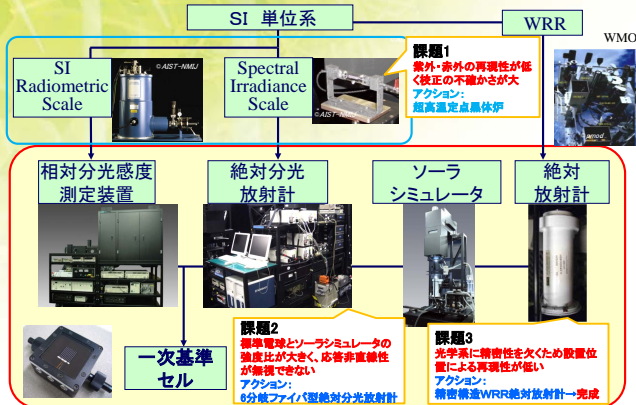 SI 単位系
WRR
WMO
SI
Radiometric
Scale
©AIST-NMIJ
Spectral
Irradiance
Scale
©AIST-NMIJ
課題1
紫外・赤外の再現性が低
く校正の不確かさが大
アクション:
超高温定点黒体炉
pmod
相対分光感度
測定装置
絶対分光
放射計
ソーラ
シミュレータ
絶対
放射計
一次基準
セル
課題2
標準電球とソーラシミュレータの
強度比が大きく、応答非直線性
が無視できない
アクション:
6分岐ファイバ型絶対分光放射計
課題3
光学系に精密性を欠くため設置位
置による再現性が低い
アクション:
精密構造WRR絶対放射計→完成